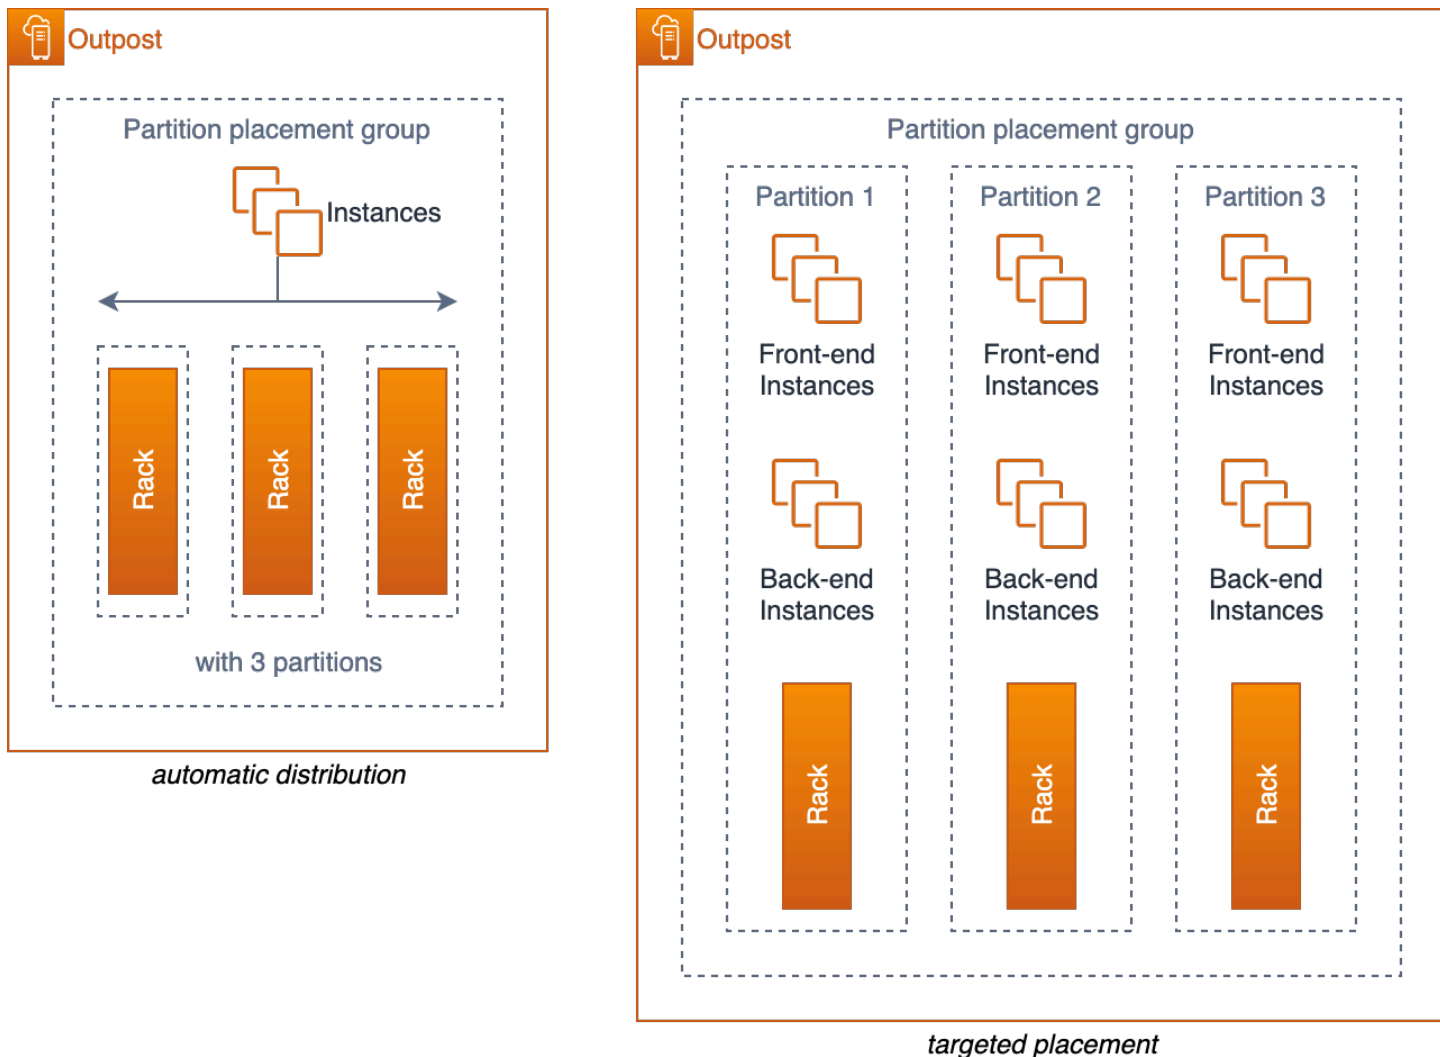 Outpost
Partition placement group
Instances
Rack
Rack
Rack
with 3 partitions
automatic distribution
Outpost
Partition placement group
Partition 1
Front-end
Instances
Back-end
Instances
Rack
Partition 2
Front-end
Instances
Back-end
Instances
Rack
Partition 3
Front-end
Instances
Back-end
Instances
Rack
targeted placement